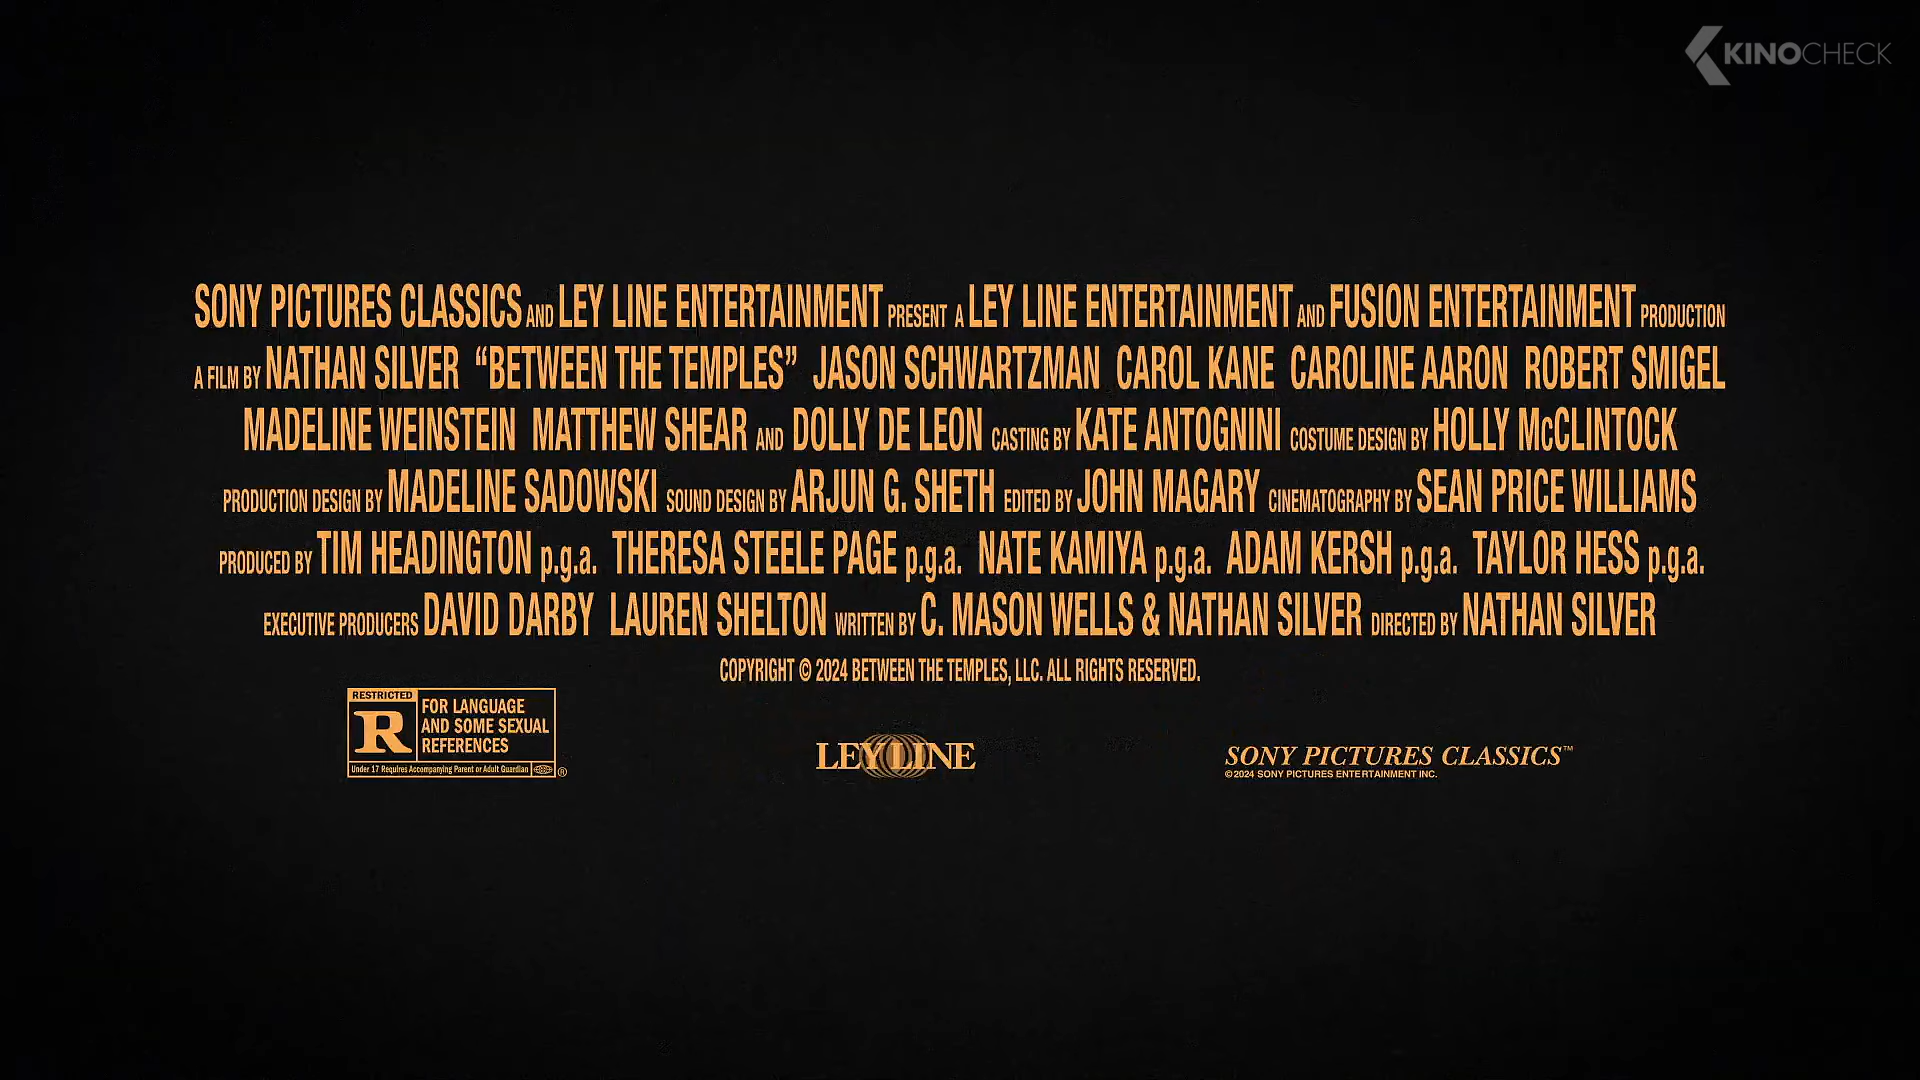 KINOCHECK
SONY PICTURES CLASSICS AND LEY LINE ENTERTAINMENT PRESENT A LEY LINE ENTERTAINMENT AND FUSION ENTERTAINMENT PRODUCTION
A FILM BY NATHAN SILVER “BETWEEN THE TEMPLES” JASON SCHWARTZMAN CAROL KANE CAROLINE AARON ROBERT SMIGEL
MADELINE WEINSTEIN MATTHEW SHEAR AND DOLLY DE LEON CASTING BY KATE ANTOGNINI COSTUME DESIGN BY HOLLY McCLINTOCK
PRODUCTION DESIGN BY MADELINE SADOWSKI SOUND DESIGN BY ARJUN G. SHETH EDITED BY JOHN MAGARY CINEMATOGRAPHY BY SEAN PRICE WILLIAMS
PRODUCED BY TIM HEADINGTON p.g.a. THERESA STEELE PAGE p.g.a. NATE KAMIYA p.g.a. ADAM KERSH p.g.a. TAYLOR HESS p.g.a.
EXECUTIVE PRODUCERS DAVID DARBY LAUREN SHELTON WRITTEN BY C. MASON WELLS & NATHAN SILVER DIRECTED BY NATHAN SILVER
COPYRIGHT © 2024 BETWEEN THE TEMPLES, LLC. ALL RIGHTS RESERVED.
RESTRICTED
R
FOR LANGUAGE
AND SOME SEXUAL
REFERENCES
Under 17 Requires Accompanying Parent or Adult Guardian ®
LEY LINE
SONY PICTURES CLASSICS™
©2024 SONY PICTURES ENTERTAINMENT INC.